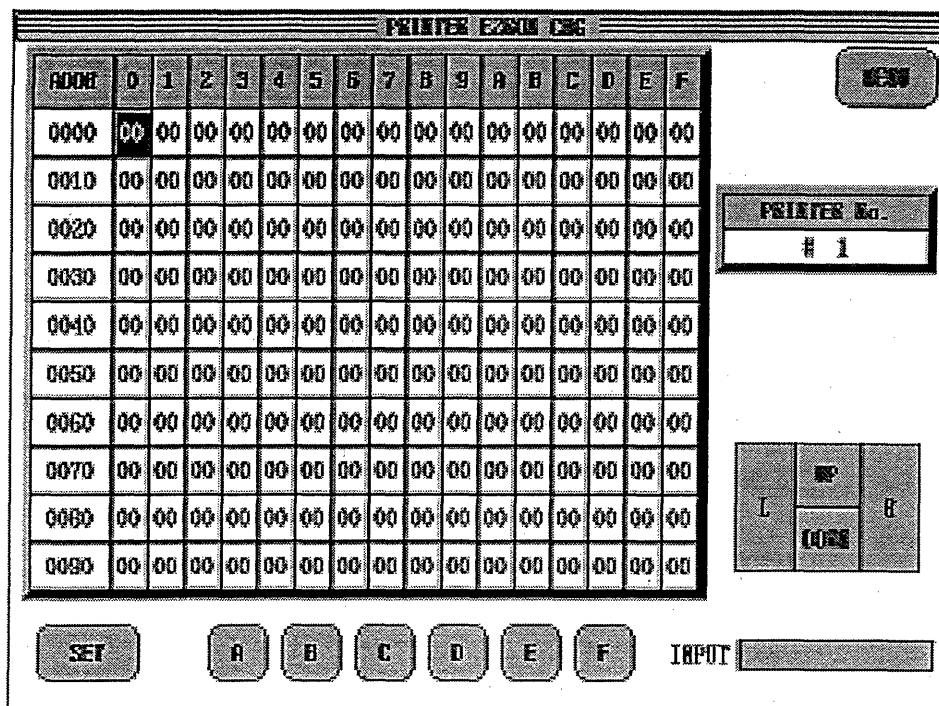 PRINTER E2ROM CHG
MENU
ADDR 0 1 2 3 4 5 6 7 8 9 A B C D E F
0000 00 00 00 00 00 00 00 00 00 00 00 00 00 00 00 00
0010 00 00 00 00 00 00 00 00 00 00 00 00 00 00 00 00
0020 00 00 00 00 00 00 00 00 00 00 00 00 00 00 00 00
0030 00 00 00 00 00 00 00 00 00 00 00 00 00 00 00 00
0040 00 00 00 00 00 00 00 00 00 00 00 00 00 00 00 00
0050 00 00 00 00 00 00 00 00 00 00 00 00 00 00 00 00
0060 00 00 00 00 00 00 00 00 00 00 00 00 00 00 00 00
0070 00 00 00 00 00 00 00 00 00 00 00 00 00 00 00 00
0080 00 00 00 00 00 00 00 00 00 00 00 00 00 00 00 00
0090 00 00 00 00 00 00 00 00 00 00 00 00 00 00 00 00
PRINTER No.
# 1
UP
L R
DOWN
SET A B C D E F INPUT